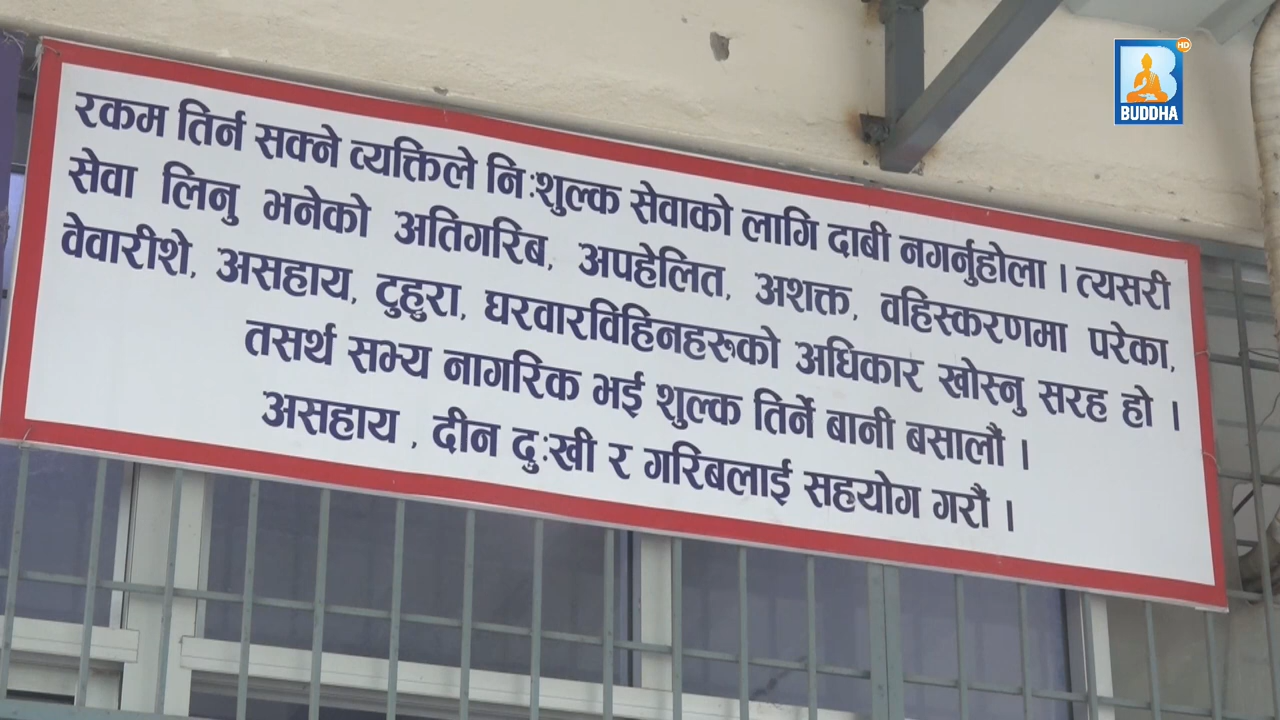 रकम तिर्न सक्ने व्यक्तिले नि:शुल्क सेवाको लागि दाबी नगर्नुहोला । त्यसरी
सेवा लिनु भनेको अतिगरिब, अपहेलित, अशक्त, वहिस्करणमा परेका,
वेवारीशे, असहाय, टुहुरा, घरवारविहिनहरुको अधिकार खोस्नु सरह हो ।
तसर्थ सभ्य नागरिक भई शुल्क तिर्ने बानी बसालौं ।
असहाय , दीन दु:खी र गरिबलाई सहयोग गरौं ।
B HD
BUDDHA